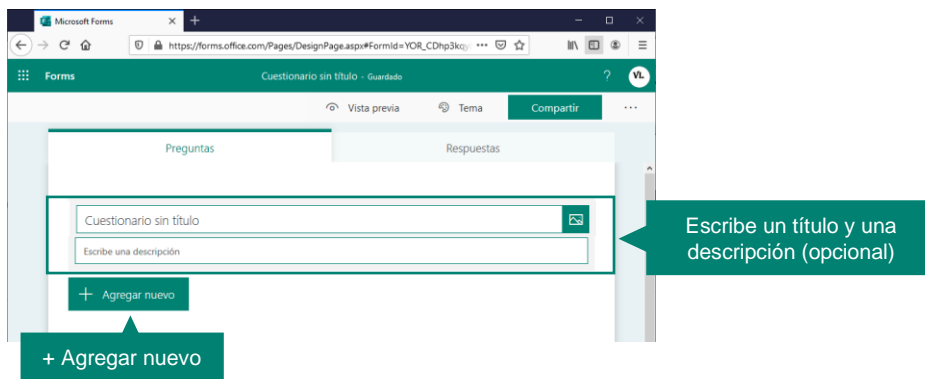 Microsoft Forms
https://forms.office.com/Pages/DesignPage.aspx#FormId=YOR_CDhp3kq
Forms
Cuestionario sin título - Guardado
?
VL
Vista previa
Tema
Compartir
...
Preguntas
Respuestas
Cuestionario sin título
Escribe una descripción
Escribe un título y una
descripción (opcional)
+ Agregar nuevo
+ Agregar nuevo